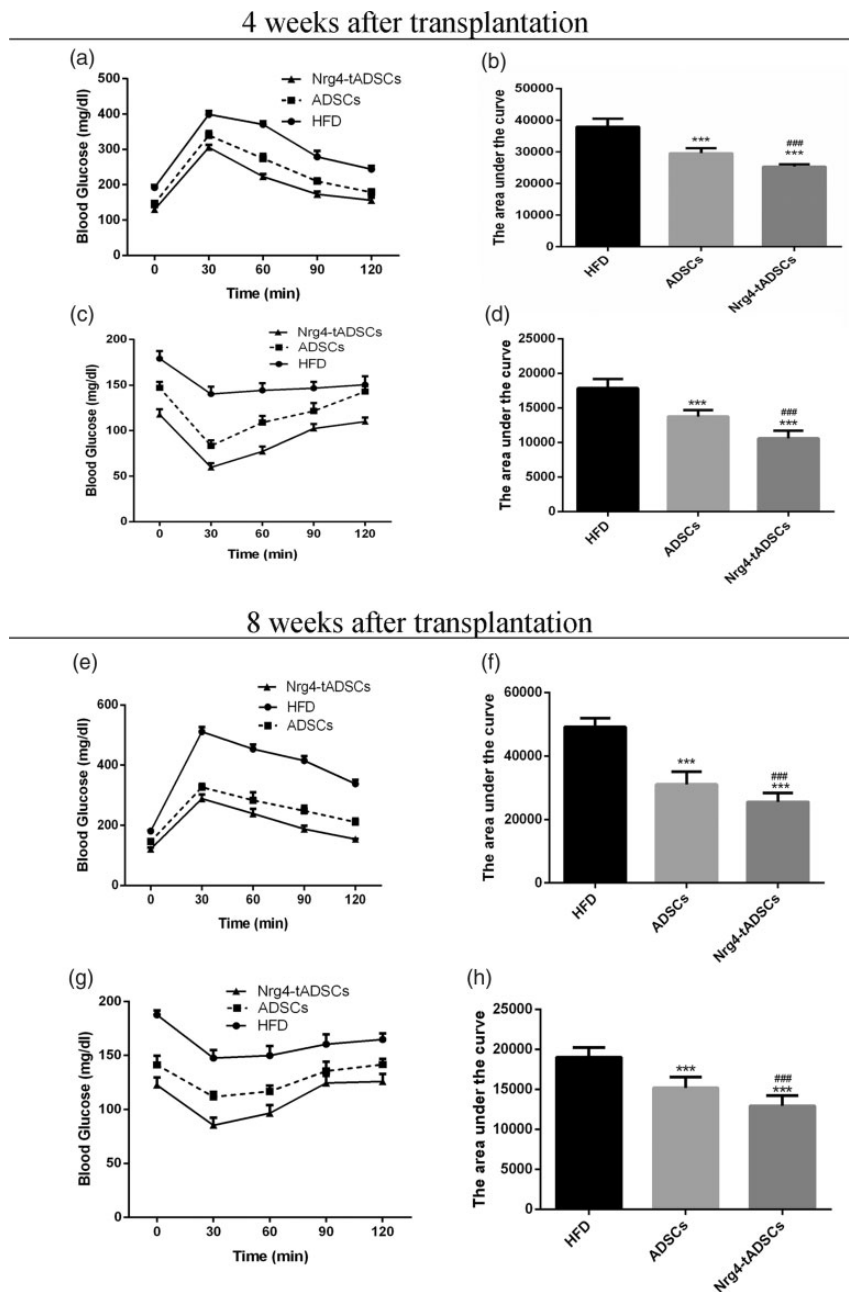 4 weeks after transplantation
(a)
Nrg4-tADSCs
ADSCs
HFD
Blood Glucose (mg/dl)
500
400
300
200
100
0
0 30 60 90 120
Time (min)
(b)
The area under the curve
50000
40000
30000
20000
10000
0
***
###
***
HFD
ADSCs
Nrg4-tADSCs
(c)
Nrg4-tADSCs
ADSCs
HFD
Blood Glucose (mg/dl)
200
150
100
50
0
0 30 60 90 120
Time (min)
(d)
The area under the curve
25000
20000
15000
10000
5000
0
***
###
***
HFD
ADSCs
Nrg4-tADSCs
8 weeks after transplantation
(e)
Nrg4-tADSCs
HFD
ADSCs
Blood Glucose (mg/dl)
600
400
200
0
0 30 60 90 120
Time (min)
(f)
The area under the curve
60000
40000
20000
0
***
###
***
HFD
ADSCs
Nrg4-tADSCs
(g)
Nrg4-tADSCs
ADSCs
HFD
Blood Glucose (mg/dl)
200
150
100
50
0
0 30 60 90 120
Time (min)
(h)
The area under the curve
25000
20000
15000
10000
5000
0
***
###
***
HFD
ADSCs
Nrg4-tADSCs